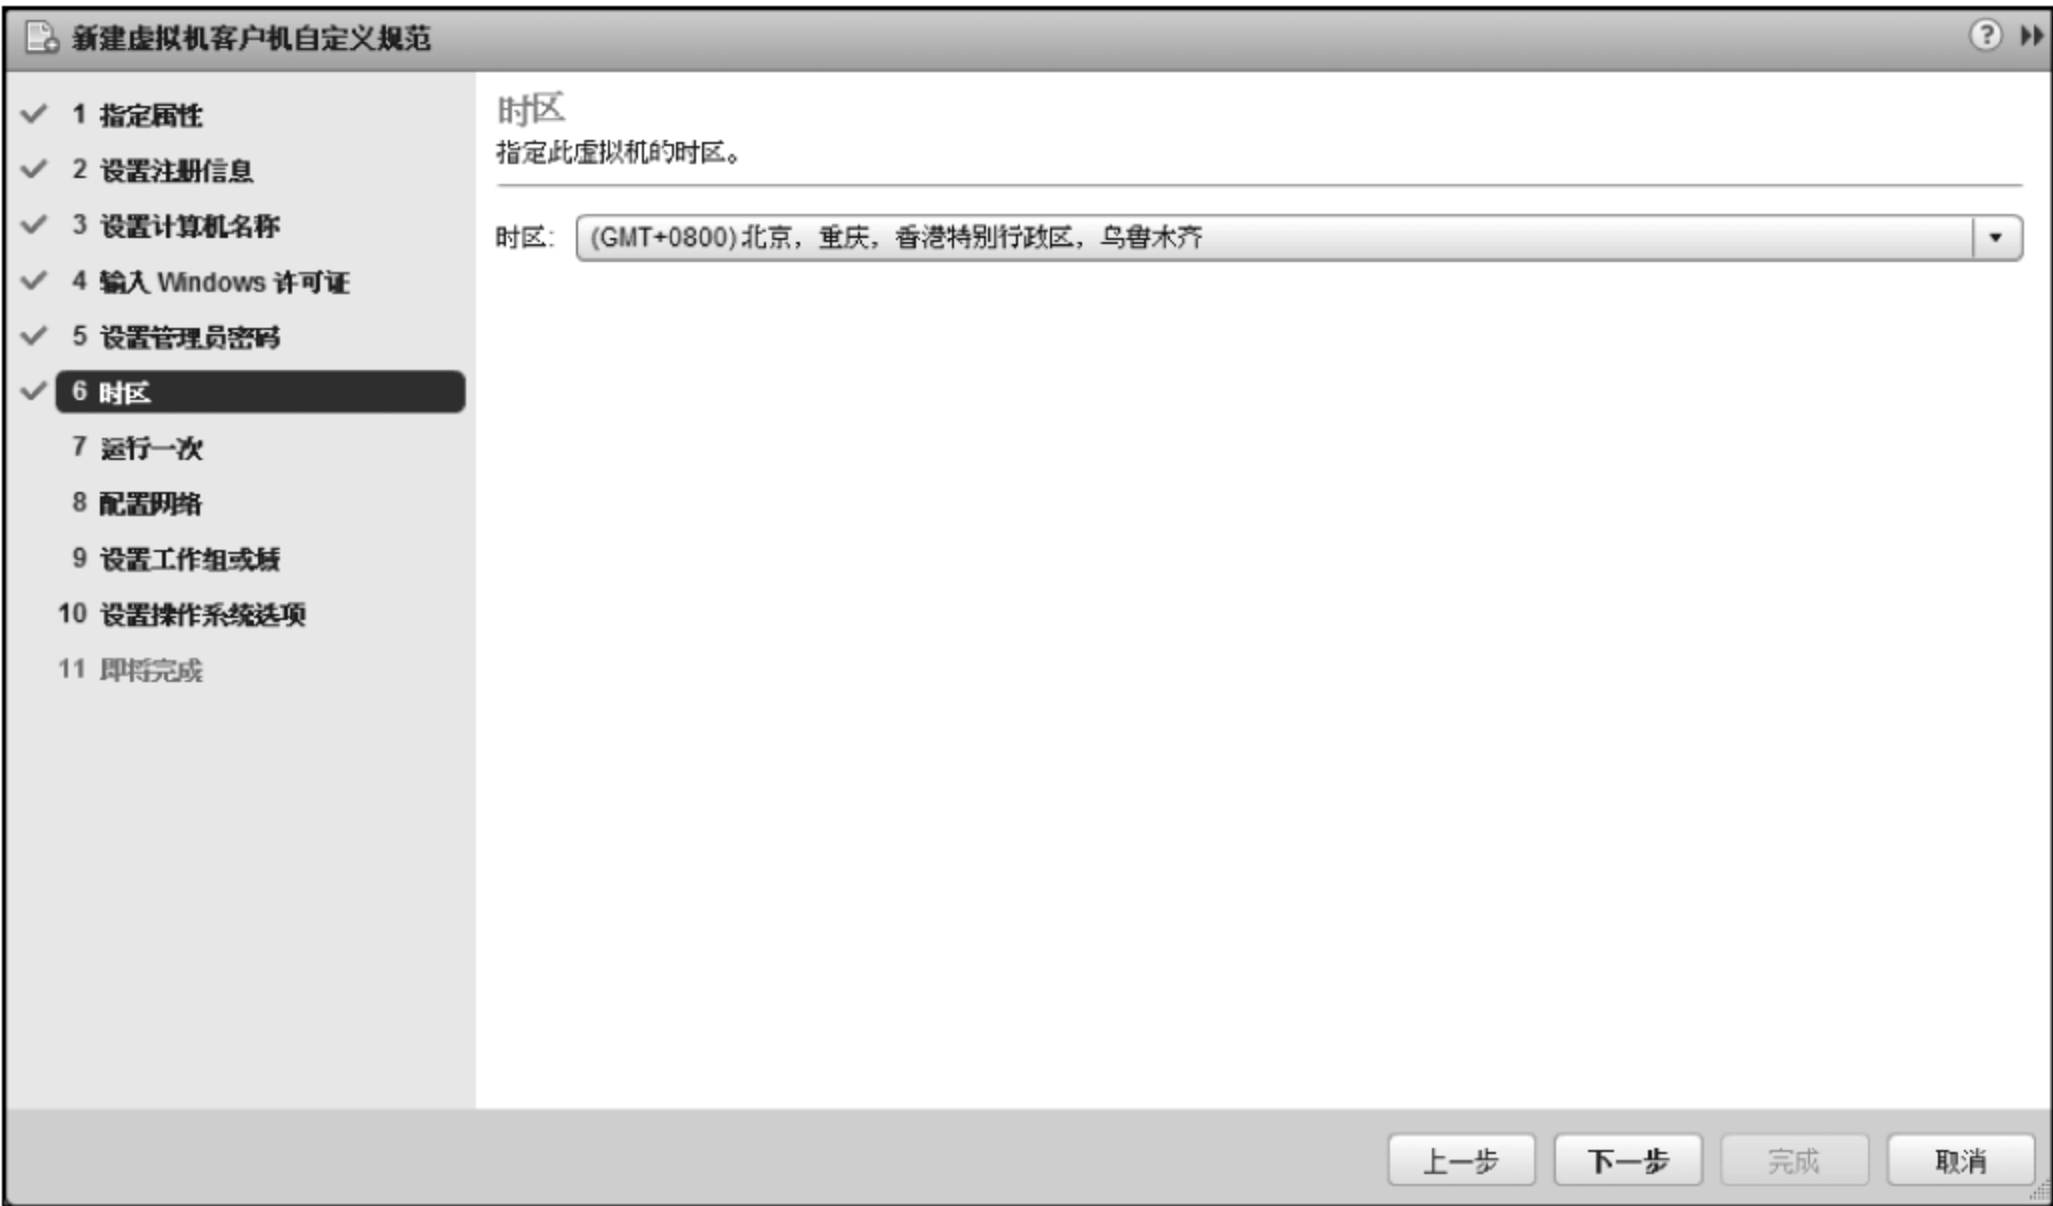 新建虚拟机客户机自定义规范
?
1 指定属性
2 设置注册信息
3 设置计算机名称
4 输入 Windows 许可证
5 设置管理员密码
6 时区
7 运行一次
8 配置网络
9 设置工作组或域
10 设置操作系统选项
11 即将完成
时区
指定此虚拟机的时区。
时区: (GMT+0800)北京，重庆，香港特别行政区，乌鲁木齐
上一步 下一步 完成 取消